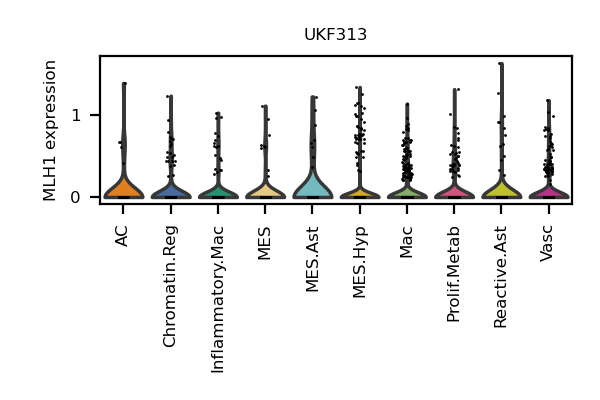 UKF313
MLH1 expression
1
0
AC
Chromatin.Reg
Inflammatory.Mac
MES
MES.Ast
MES.Hyp
Mac
Prolif.Metab
Reactive.Ast
Vasc